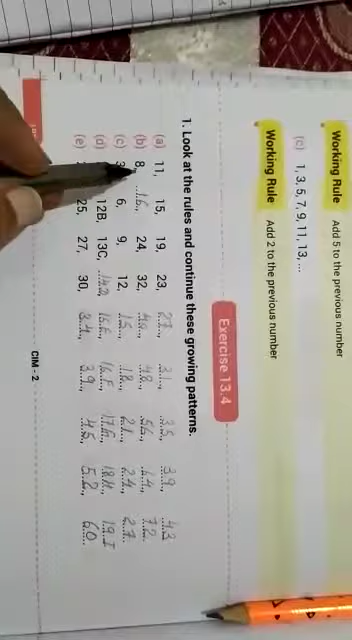 Working Rule Add 5 to the previous number
(c) 1, 3, 5, 7, 9, 11, 13, ...
Working Rule Add 2 to the previous number
Exercise 13.4
1. Look at the rules and continue these growing patterns.
(a) 11, 15, 19, 23, 27, 31, 35, 39, 43
(b) 8, 16, 24, 32, 40, 48, 56, 64, 72
(c) 6, 9, 12, 15, 18, 21, 24, 27
(d) 12B, 13C, 14D, 15E, 16F, 17G, 18H, 19I
(e) 25, 27, 30, 34, 39, 45, 52, 60
CIM - 2